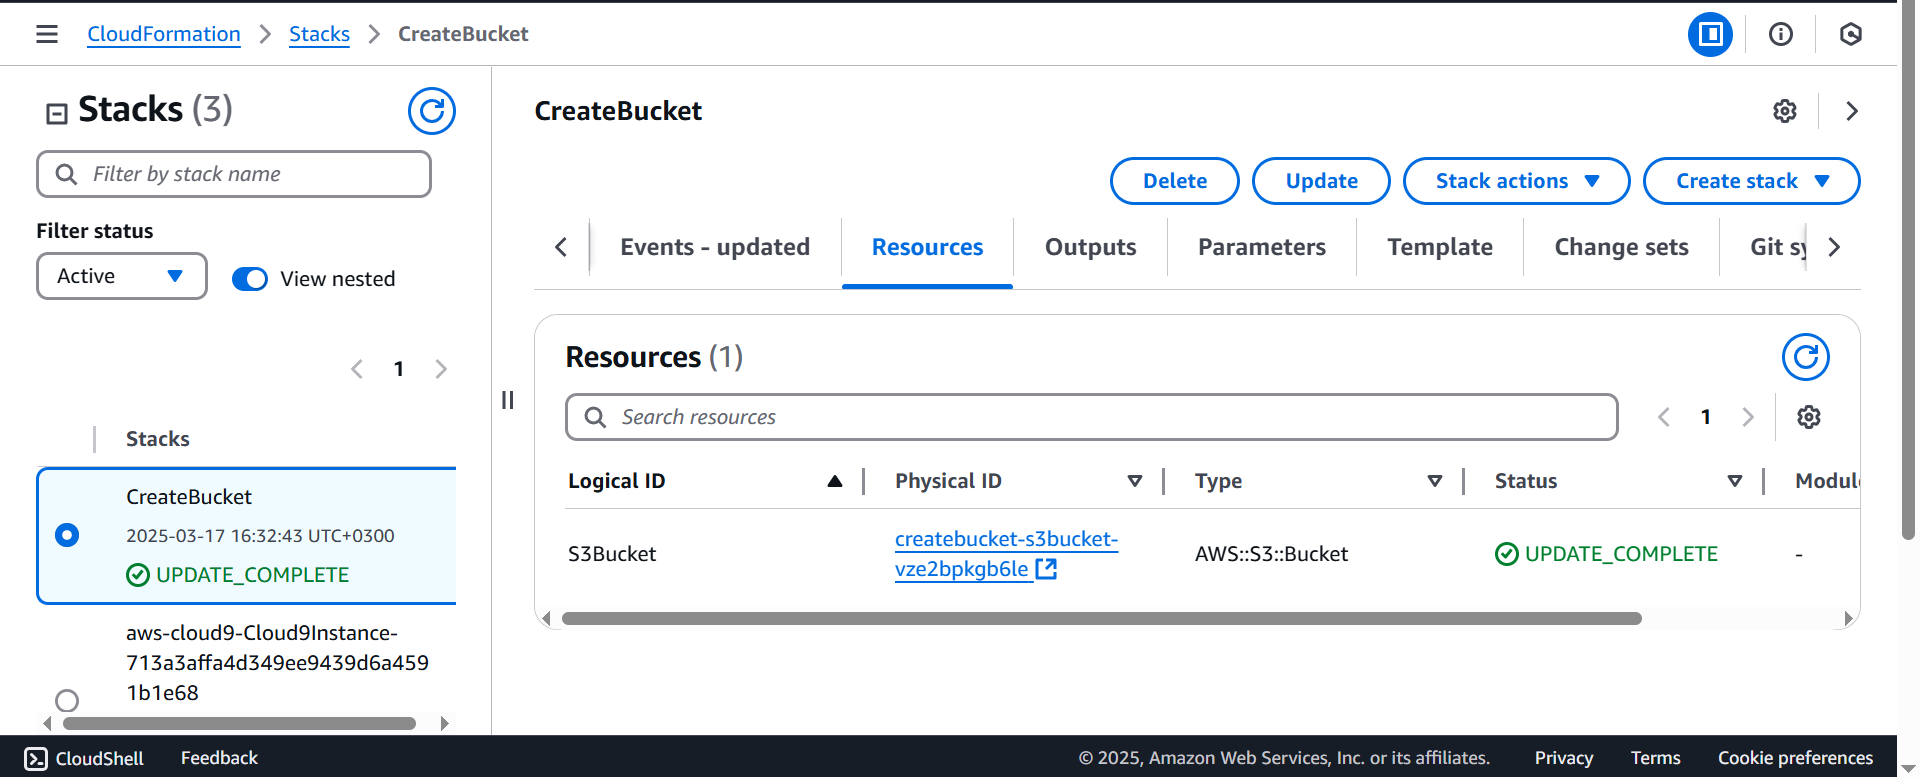 CloudFormation > Stacks > CreateBucket
Stacks (3)
Filter by stack name
Filter status
Active
View nested
1
Stacks
CreateBucket
2025-03-17 16:32:43 UTC+0300
UPDATE_COMPLETE
aws-cloud9-Cloud9Instance-
713a3affa4d349ee9439d6a459
1b1e68
CreateBucket
Delete Update Stack actions Create stack
Events - updated Resources Outputs Parameters Template Change sets Git sy
Resources (1)
Search resources
1
Logical ID Physical ID Type Status Modul
S3Bucket createbucket-s3bucket-
vze2bpkgb6le AWS::S3::Bucket UPDATE_COMPLETE -
CloudShell Feedback © 2025, Amazon Web Services, Inc. or its affiliates. Privacy Terms Cookie preferences